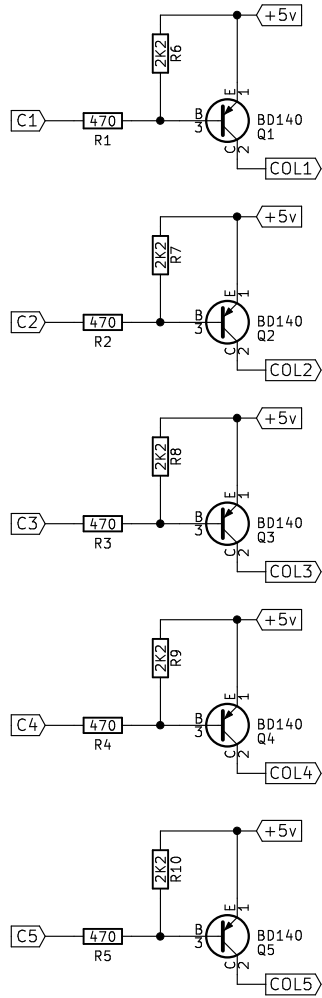 +5v
2K2
R6
E
1
C1
470
R1
B
3
BD140
Q1
C
2
COL1
+5v
2K2
R7
E
1
C2
470
R2
B
3
BD140
Q2
C
2
COL2
+5v
2K2
R8
E
1
C3
470
R3
B
3
BD140
Q3
C
2
COL3
+5v
2K2
R9
E
1
C4
470
R4
B
3
BD140
Q4
C
2
COL4
+5v
2K2
R10
E
1
C5
470
R5
B
3
BD140
Q5
C
2
COL5